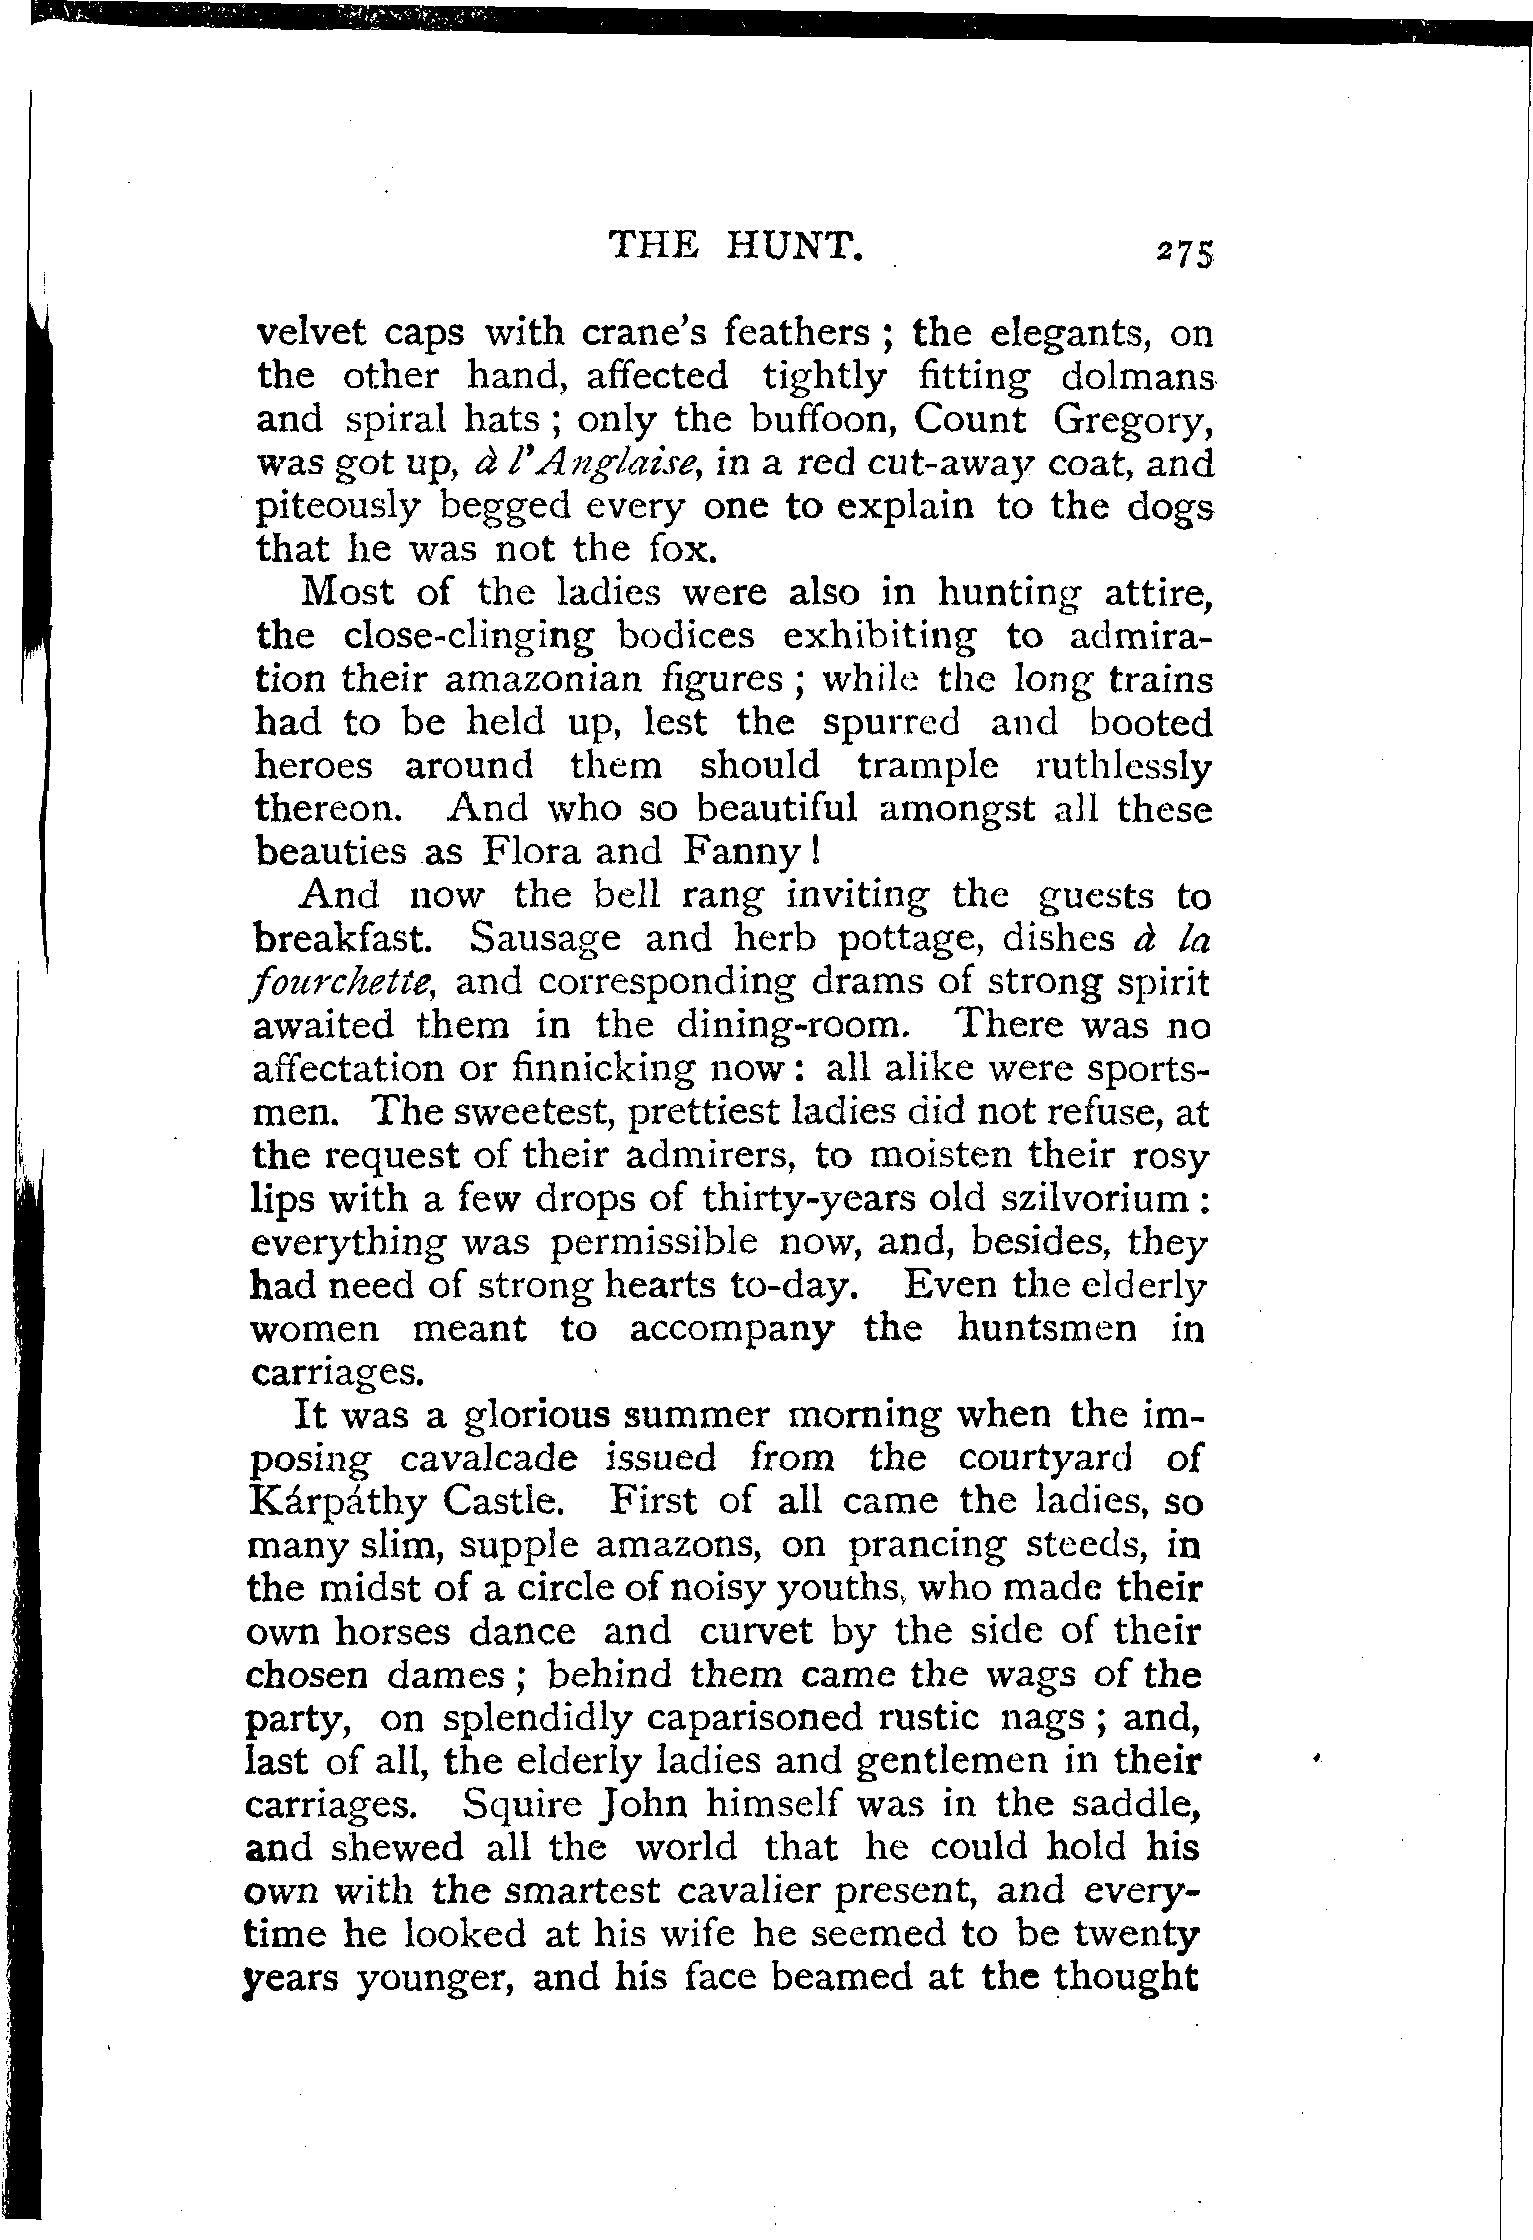 THE HUNT. 275
velvet caps with crane's feathers ; the elegants, on
the other hand, affected tightly fitting dolmans
and spiral hats ; only the buffoon, Count Gregory,
was got up, à l'Anglaise, in a red cut-away coat, and
piteously begged every one to explain to the dogs
that he was not the fox.
Most of the ladies were also in hunting attire,
the close-clinging bodices exhibiting to admira-
tion their amazonian figures ; while the long trains
had to be held up, lest the spurred and booted
heroes around them should trample ruthlessly
thereon. And who so beautiful amongst all these
beauties as Flora and Fanny !
And now the bell rang inviting the guests to
breakfast. Sausage and herb pottage, dishes à la
fourchette, and corresponding drams of strong spirit
awaited them in the dining-room. There was no
affectation or finnicking now : all alike were sports-
men. The sweetest, prettiest ladies did not refuse, at
the request of their admirers, to moisten their rosy
lips with a few drops of thirty-years old szilvorium :
everything was permissible now, and, besides, they
had need of strong hearts to-day. Even the elderly
women meant to accompany the huntsmen in
carriages.
It was a glorious summer morning when the im-
posing cavalcade issued from the courtyard of
Kárpáthy Castle. First of all came the ladies, so
many slim, supple amazons, on prancing steeds, in
the midst of a circle of noisy youths, who made their
own horses dance and curvet by the side of their
chosen dames ; behind them came the wags of the
party, on splendidly caparisoned rustic nags ; and,
last of all, the elderly ladies and gentlemen in their
carriages. Squire John himself was in the saddle,
and shewed all the world that he could hold his
own with the smartest cavalier present, and every-
time he looked at his wife he seemed to be twenty
years younger, and his face beamed at the thought